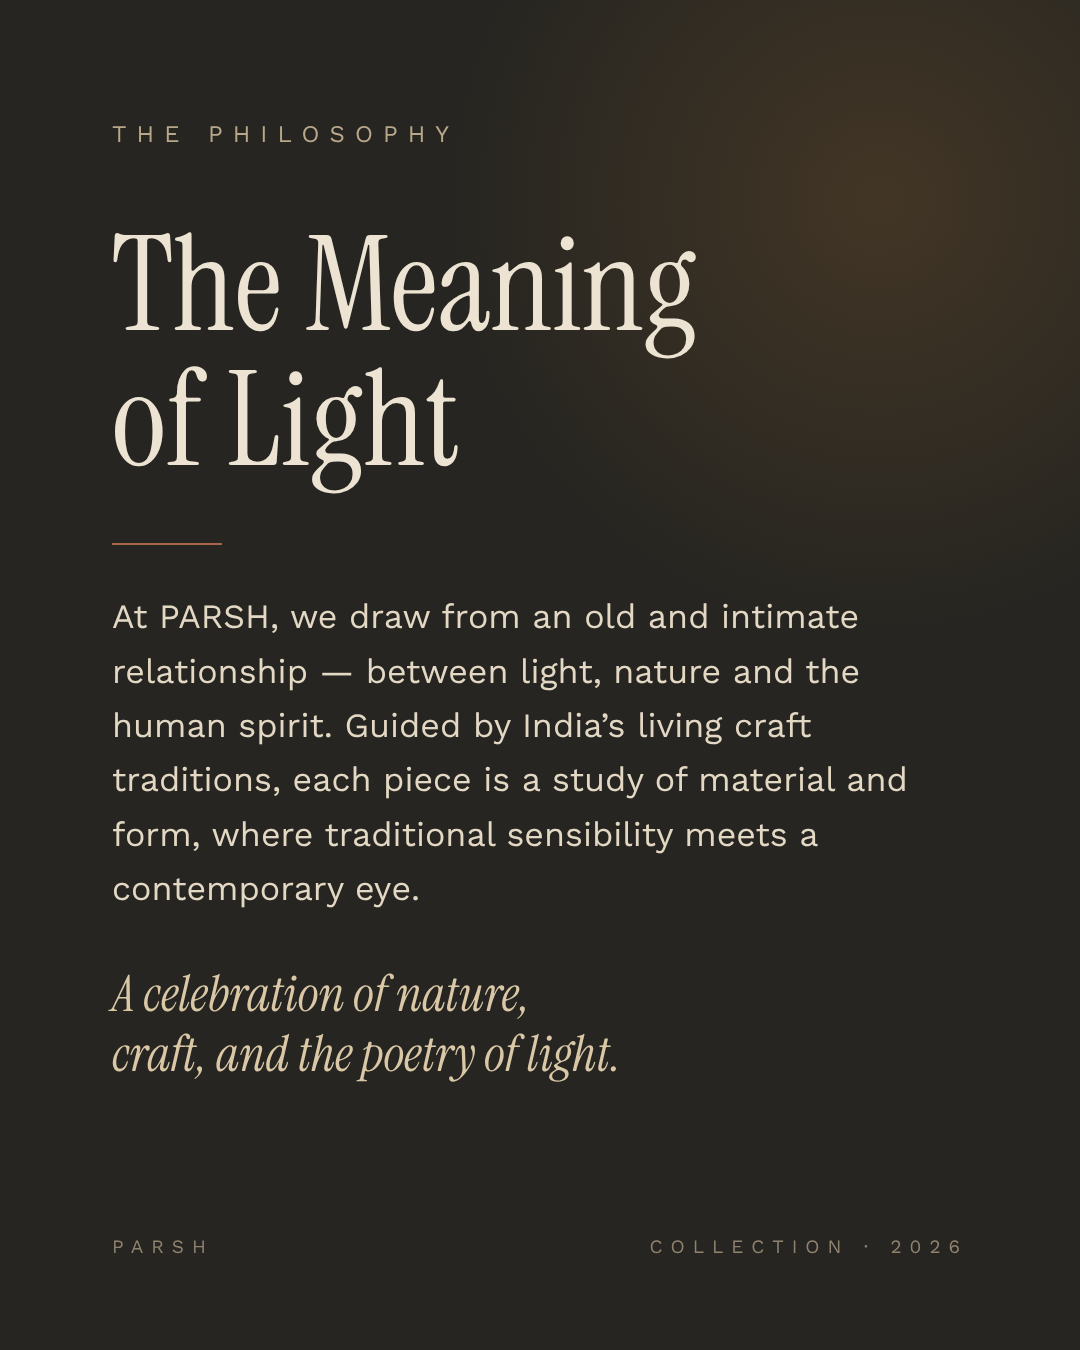 THE PHILOSOPHY
The Meaning
of Light
At PARSH, we draw from an old and intimate
relationship — between light, nature and the
human spirit. Guided by India’s living craft
traditions, each piece is a study of material and
form, where traditional sensibility meets a
contemporary eye.
A celebration of nature,
craft, and the poetry of light.
PARSH
COLLECTION · 2026